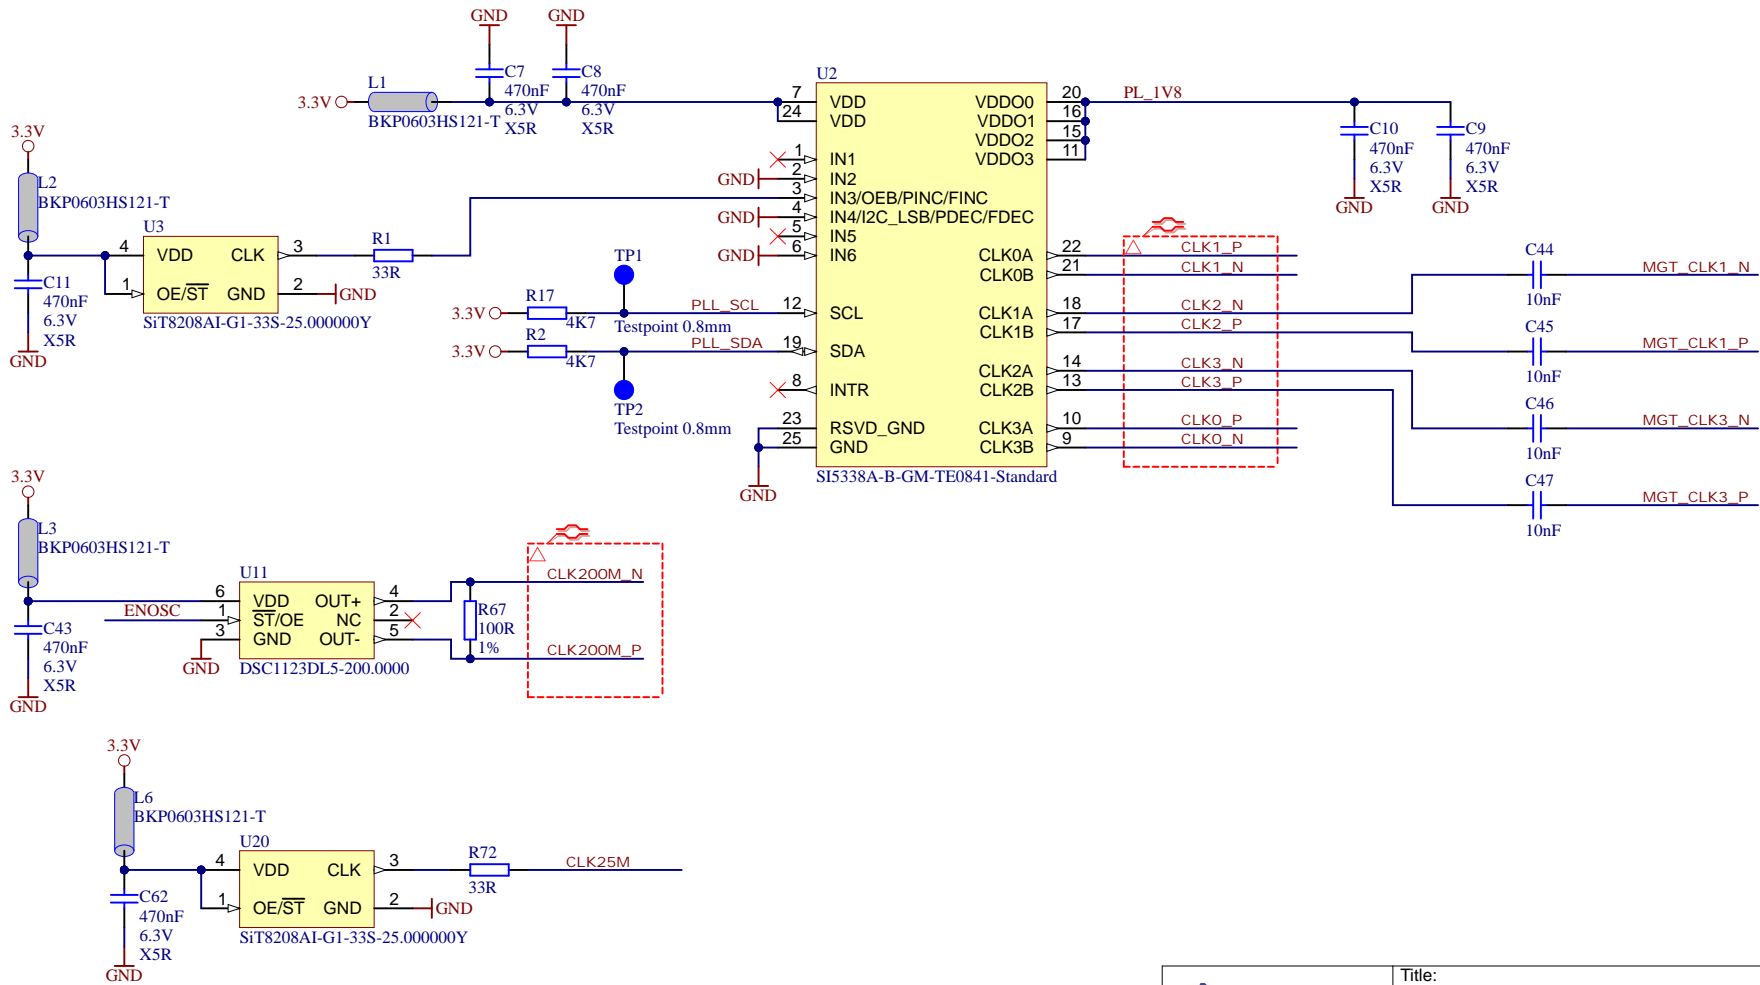 GND
GND
C7
470nF
6.3V
X5R
C8
470nF
6.3V
X5R
L1
3.3V
BKP0603HS121-T
U2
7 VDD
24 VDD
1 IN1
GND 2 IN2
3 IN3/OEB/PINC/FINC
GND 4 IN4/I2C_LSB/PDEC/FDEC
5 IN5
GND 6 IN6
PLL_SCL 12 SCL
PLL_SDA 19 SDA
8 INTR
23 RSVD_GND
25 GND
GND
VDDO0 20 PL_1V8
VDDO1 16
VDDO2 15
VDDO3 11
CLK0A 22 CLK1_P
CLK0B 21 CLK1_N
CLK1A 18 CLK2_N
CLK1B 17 CLK2_P
CLK2A 14 CLK3_N
CLK2B 13 CLK3_P
CLK3A 10 CLK0_P
CLK3B 9 CLK0_N
SI5338A-B-GM-TE0841-Standard
C10
470nF
6.3V
X5R
GND
C9
470nF
6.3V
X5R
GND
C44
10nF
MGT_CLK1_N
C45
10nF
MGT_CLK1_P
C46
10nF
MGT_CLK3_N
C47
10nF
MGT_CLK3_P
3.3V
L2
BKP0603HS121-T
C11
470nF
6.3V
X5R
GND
U3
4 VDD CLK 3
1 OE/ST GND 2 GND
SiT8208AI-G1-33S-25.000000Y
R1
33R
TP1
Testpoint 0.8mm
3.3V
R17
4K7
3.3V
R2
4K7
TP2
Testpoint 0.8mm
3.3V
L3
BKP0603HS121-T
C43
470nF
6.3V
X5R
GND
U11
6 VDD OUT+ 4
ENOSC 1 ST/OE NC 2
3 GND OUT- 5
GND
DSC1123DL5-200.0000
R67
100R
1%
CLK200M_N
CLK200M_P
3.3V
L6
BKP0603HS121-T
C62
470nF
6.3V
X5R
GND
U20
4 VDD CLK 3
1 OE/ST GND 2 GND
SiT8208AI-G1-33S-25.000000Y
R72
33R
CLK25M
Title: